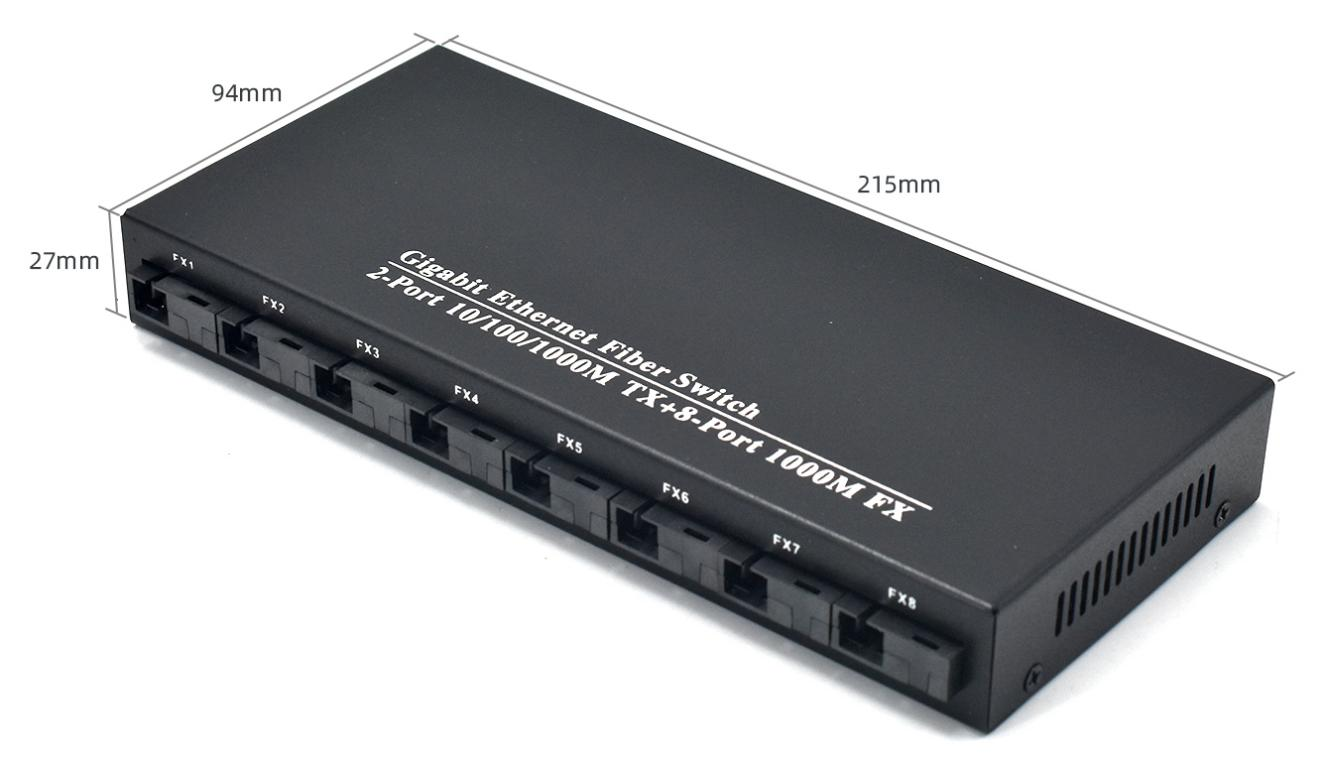 94mm
215mm
27mm
Gigabit Ethernet Fiber Switch
2-Port 10/100/1000M TX+8-Port 1000M FX
FX1
FX2
FX3
FX4
FX5
FX6
FX7
FX8